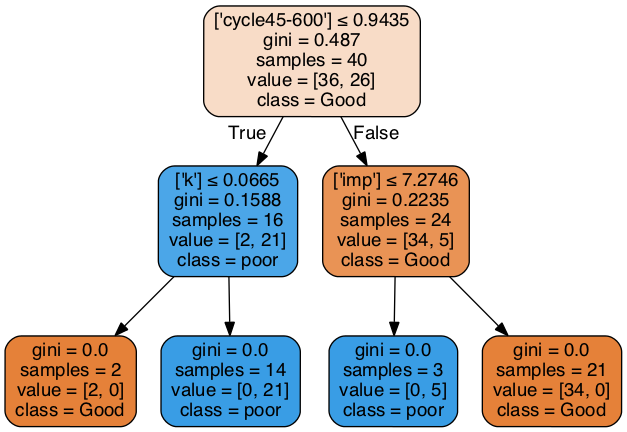 ['cycle45-600'] ≤ 0.9435
gini = 0.487
samples = 40
value = [36, 26]
class = Good
True
False
['k'] ≤ 0.0665
gini = 0.1588
samples = 16
value = [2, 21]
class = poor
['imp'] ≤ 7.2746
gini = 0.2235
samples = 24
value = [34, 5]
class = Good
gini = 0.0
samples = 2
value = [2, 0]
class = Good
gini = 0.0
samples = 14
value = [0, 21]
class = poor
gini = 0.0
samples = 3
value = [0, 5]
class = poor
gini = 0.0
samples = 21
value = [34, 0]
class = Good